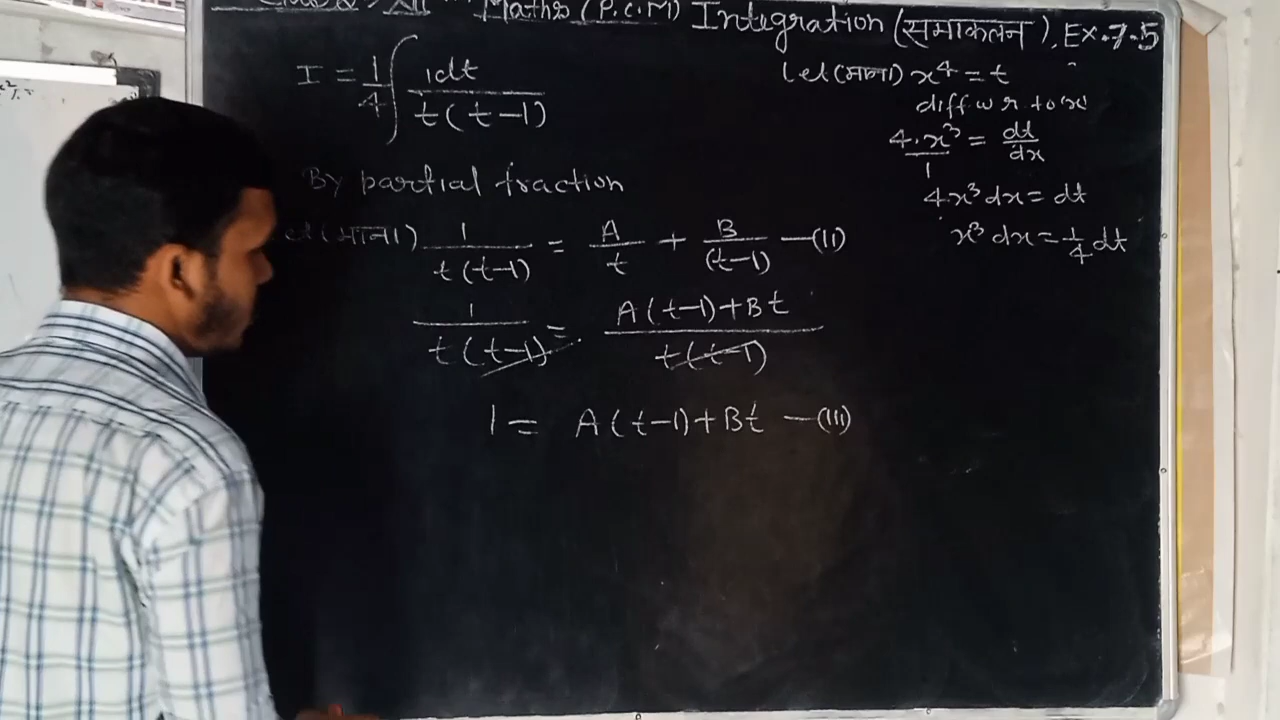 Maths (P.C.M) Integration (समाकलन), Ex.7.5
I = 1/4 ∫ 1dt / t(t-1)
By partial fraction
(माना) 1/t(t-1) = A/t + B/(t-1) —(II)
1/t(t-1) = A(t-1)+Bt / t(t-1)
1 = A(t-1)+Bt —(III)
let (माना) x⁴ = t
diff w r to x
4.x³/1 = dt/dx
4x³ dx = dt
x³ dx = 1/4 dt